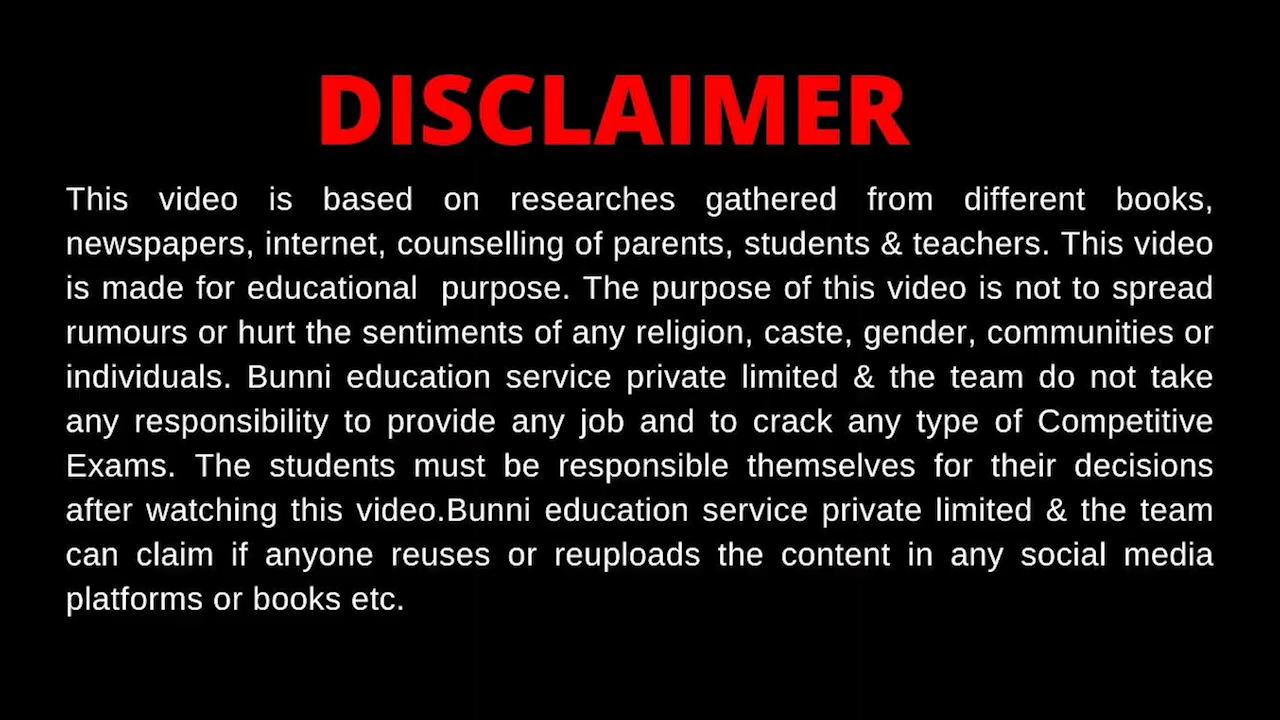 DISCLAIMER
This video is based on researches gathered from different books,
newspapers, internet, counselling of parents, students & teachers. This video
is made for educational  purpose. The purpose of this video is not to spread
rumours or hurt the sentiments of any religion, caste, gender, communities or
individuals. Bunni education service private limited & the team do not take
any responsibility to provide any job and to crack any type of Competitive
Exams. The students must be responsible themselves for their decisions
after watching this video.Bunni education service private limited & the team
can claim if anyone reuses or reuploads the content in any social media
platforms or books etc.